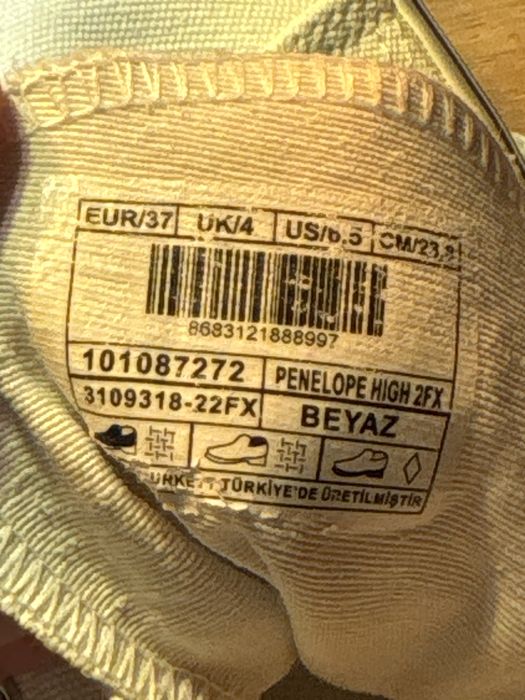 EUR/37 UK/4 US/6.5 CM/23.8
8683121888997
101087272 PENELOPE HIGH 2FX
3109318-22FX BEYAZ
TÜRKİYE'DE ÜRETİLMİŞTİR